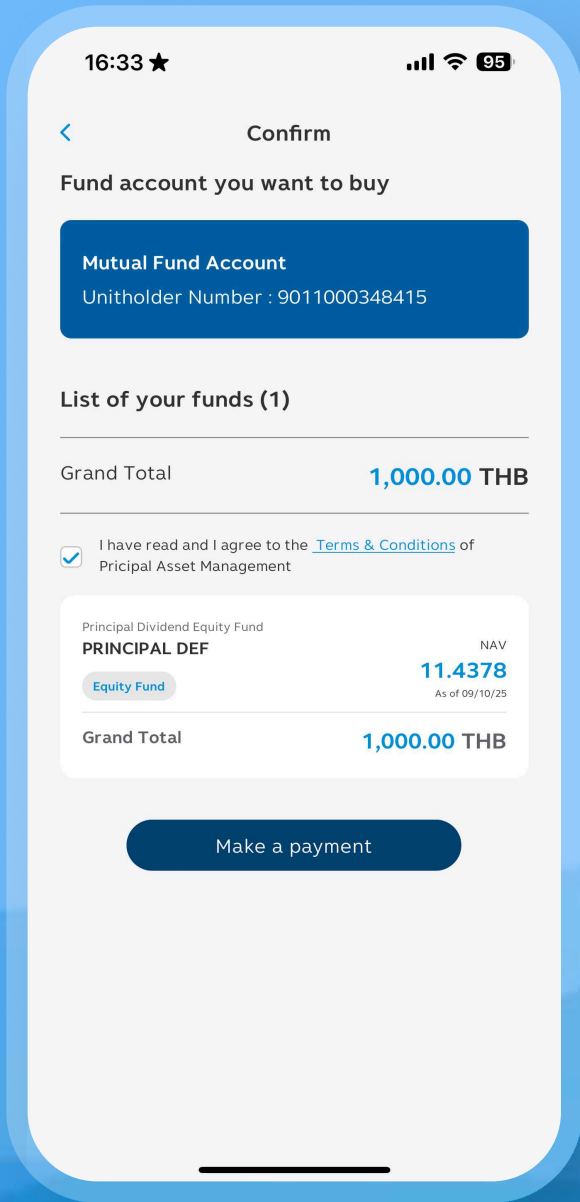 16:33 ★
95
Confirm
Fund account you want to buy
Mutual Fund Account
Unitholder Number : 9011000348415
List of your funds (1)
Grand Total 1,000.00 THB
I have read and I agree to the Terms & Conditions of
Pricipal Asset Management
Principal Dividend Equity Fund
PRINCIPAL DEF
NAV
Equity Fund
11.4378
As of 09/10/25
Grand Total 1,000.00 THB
Make a payment